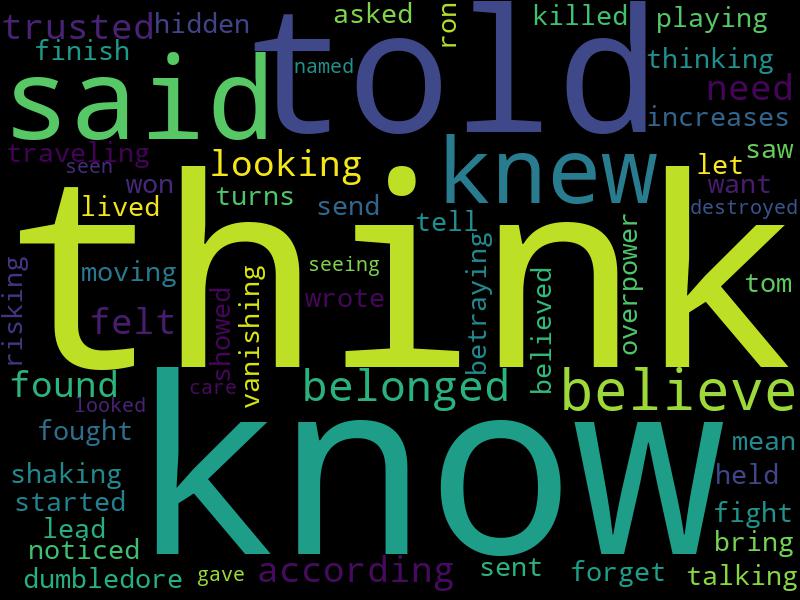 trusted
hidden
asked
ron
killed
playing
finish
said
told
named
thinking
need
increases
traveling
seen
looking
knew
saw
let
won
want
lived
turns
send
tell
destroyed
think
risking
moving
felt
showed
vanishing
seeing
wrote
betraying
believed
overpower
tom
found
looked
care
belonged
believe
fought
know
mean
shaking
held
started
lead
fight
noticed
bring
dumbledore
gave
according
sent
forget
talking